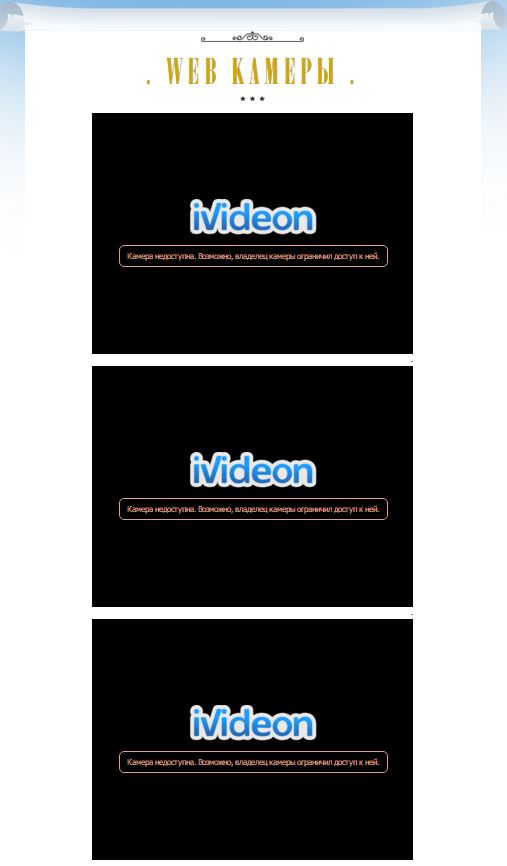 . WEB КАМЕРЫ .
iVideon
Камера недоступна. Возможно, владелец камеры ограничил доступ к ней.
iVideon
Камера недоступна. Возможно, владелец камеры ограничил доступ к ней.
iVideon
Камера недоступна. Возможно, владелец камеры ограничил доступ к ней.